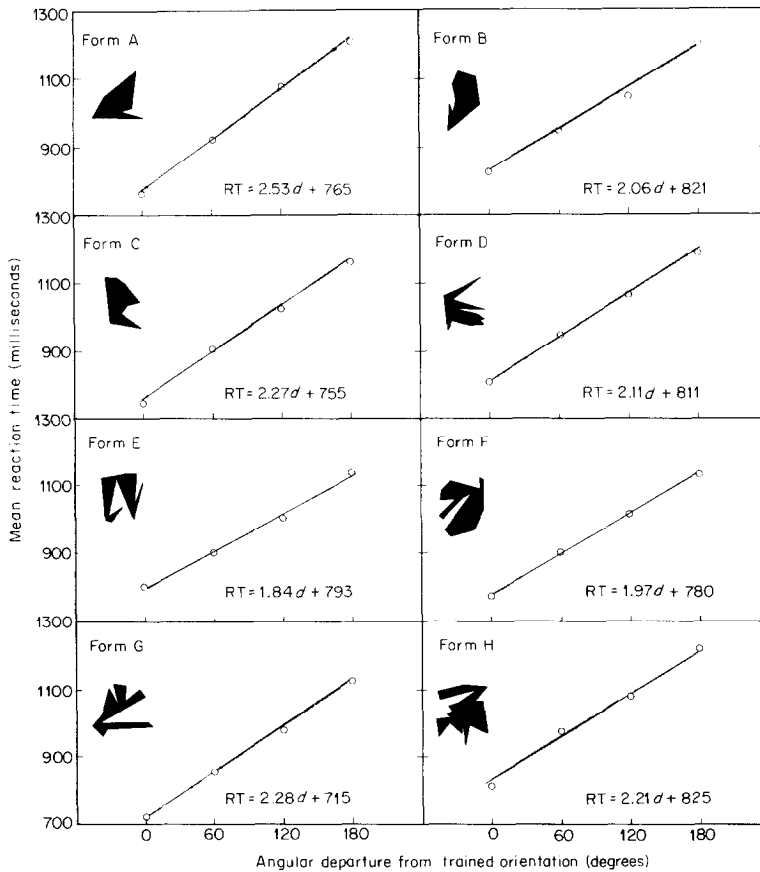 1300
Form A
1100
900
RT = 2.53d + 765
Form B
RT = 2.06d + 821
1300
Form C
1100
900
RT = 2.27d + 755
Form D
RT = 2.11d + 811
1300
Form E
1100
900
RT = 1.84d + 793
Form F
RT = 1.97d + 780
1300
Form G
1100
900
700
RT = 2.28d + 715
Form H
RT = 2.21d + 825
0 60 120 180 0 60 120 180
Mean reaction time (milliseconds)
Angular departure from trained orientation (degrees)